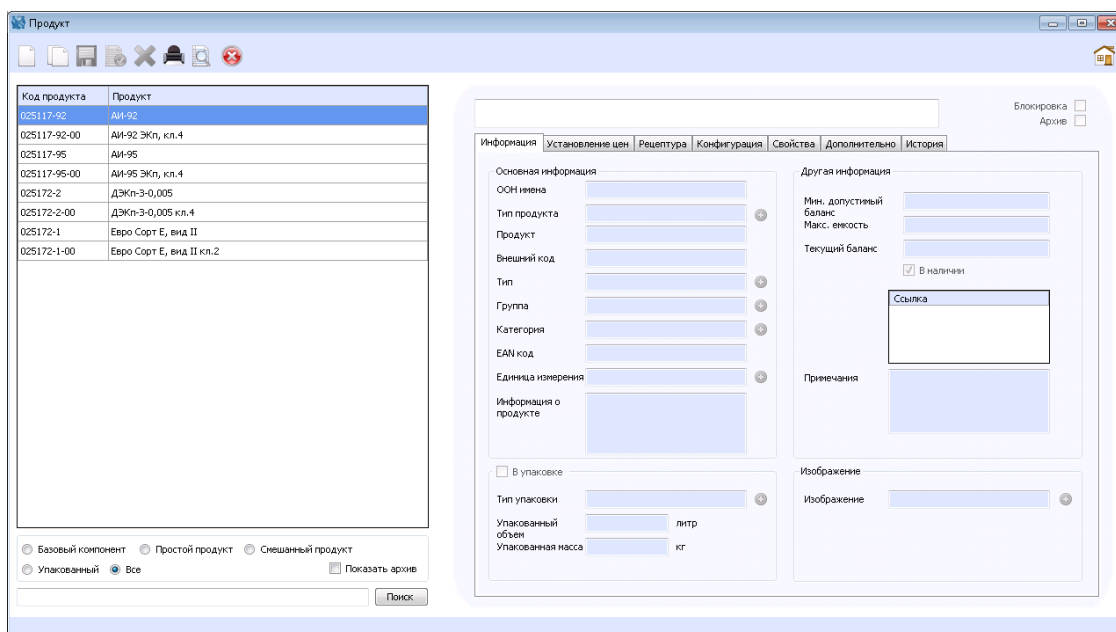 Продукт
Код продукта Продукт
025117-92 АИ-92
025117-92-00 АИ-92 ЭКп, кл.4
025117-95 АИ-95
025117-95-00 АИ-95 ЭКп, кл.4
025172-2 ДЭКп-З-0,005
025172-2-00 ДЭКп-З-0,005 кл.4
025172-1 Евро Сорт Е, вид II
025172-1-00 Евро Сорт Е, вид II кл.2
Базовый компонент Простой продукт Смешанный продукт
Упакованный Все Показать архив
Поиск
Блокировка
Архив
Информация Установление цен Рецептура Конфигурация Свойства Дополнительно История
Основная информация
ООН имена
Тип продукта
Продукт
Внешний код
Тип
Группа
Категория
EAN код
Единица измерения
Информация о
продукте
В упаковке
Тип упаковки
Упакованный
объем
литр
Упакованная масса кг
Другая информация
Мин. допустимый
баланс
Макс. емкость
Текущий баланс
В наличии
Ссылка
Примечания
Изображение
Изображение